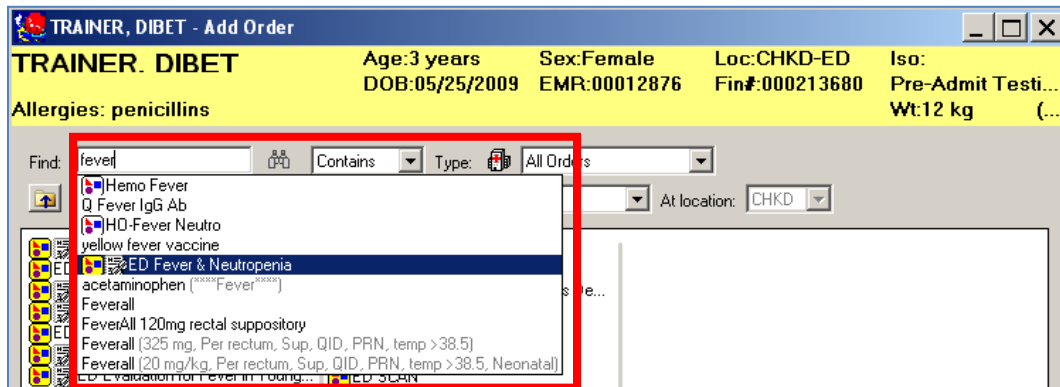 TRAINER, DIBET - Add Order
TRAINER. DIBET Age:3 years Sex:Female Loc:CHKD-ED Iso:
DOB:05/25/2009 EMR:00012876 Fin#:000213680 Pre-Admit Testi...
Allergies: penicillins Wt:12 kg (...
Find: fever Contains Type: All Orders
Hemo Fever
At location: CHKD
Q Fever IgG Ab
HO-Fever Neutro
yellow fever vaccine
ED Fever & Neutropenia
acetaminophen (****Fever****)
Feverall
FeverAll 120mg rectal suppository
Feverall (325 mg, Per rectum, Sup, QID, PRN, temp >38.5)
Feverall (20 mg/kg, Per rectum, Sup, QID, PRN, temp >38.5, Neonatal)
ED Evaluation for Fever in Young... ED SCAN